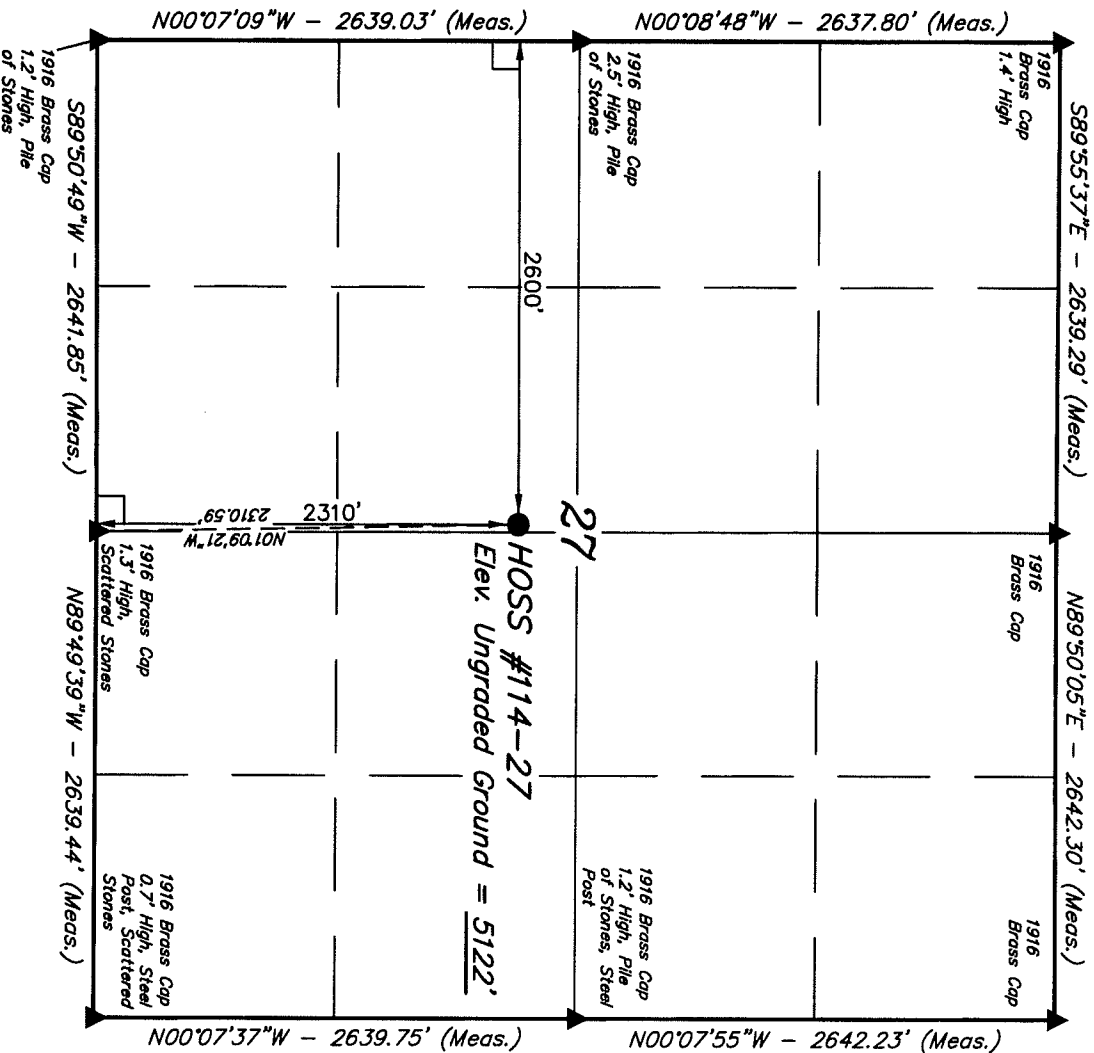 S89°55'37"E - 2639.29' (Meas.)
N89°50'05"E - 2642.30' (Meas.)
1916
Brass Cap
1.4' High
1916
Brass Cap
1916
Brass Cap
N00°08'48"W - 2637.80' (Meas.)
N00°07'55"W - 2642.23' (Meas.)
1916 Brass Cap
2.5' High, Pile
of Stones
27
1916 Brass Cap
1.2' High, Pile
of Stones, Steel
Post
2600'
HOSS #114-27
Elev. Ungraded Ground = 5122'
N00°07'09"W - 2639.03' (Meas.)
N00°07'37"W - 2639.75' (Meas.)
2310'
N01°09'21"W
2310.59'
1916 Brass Cap
1.2' High, Pile
of Stones
1916 Brass Cap
1.3' High,
Scattered Stones
1916 Brass Cap
0.7' High, Steel
Post, Scattered
Stones
S89°50'49"W - 2641.85' (Meas.)
N89°49'39"W - 2639.44' (Meas.)